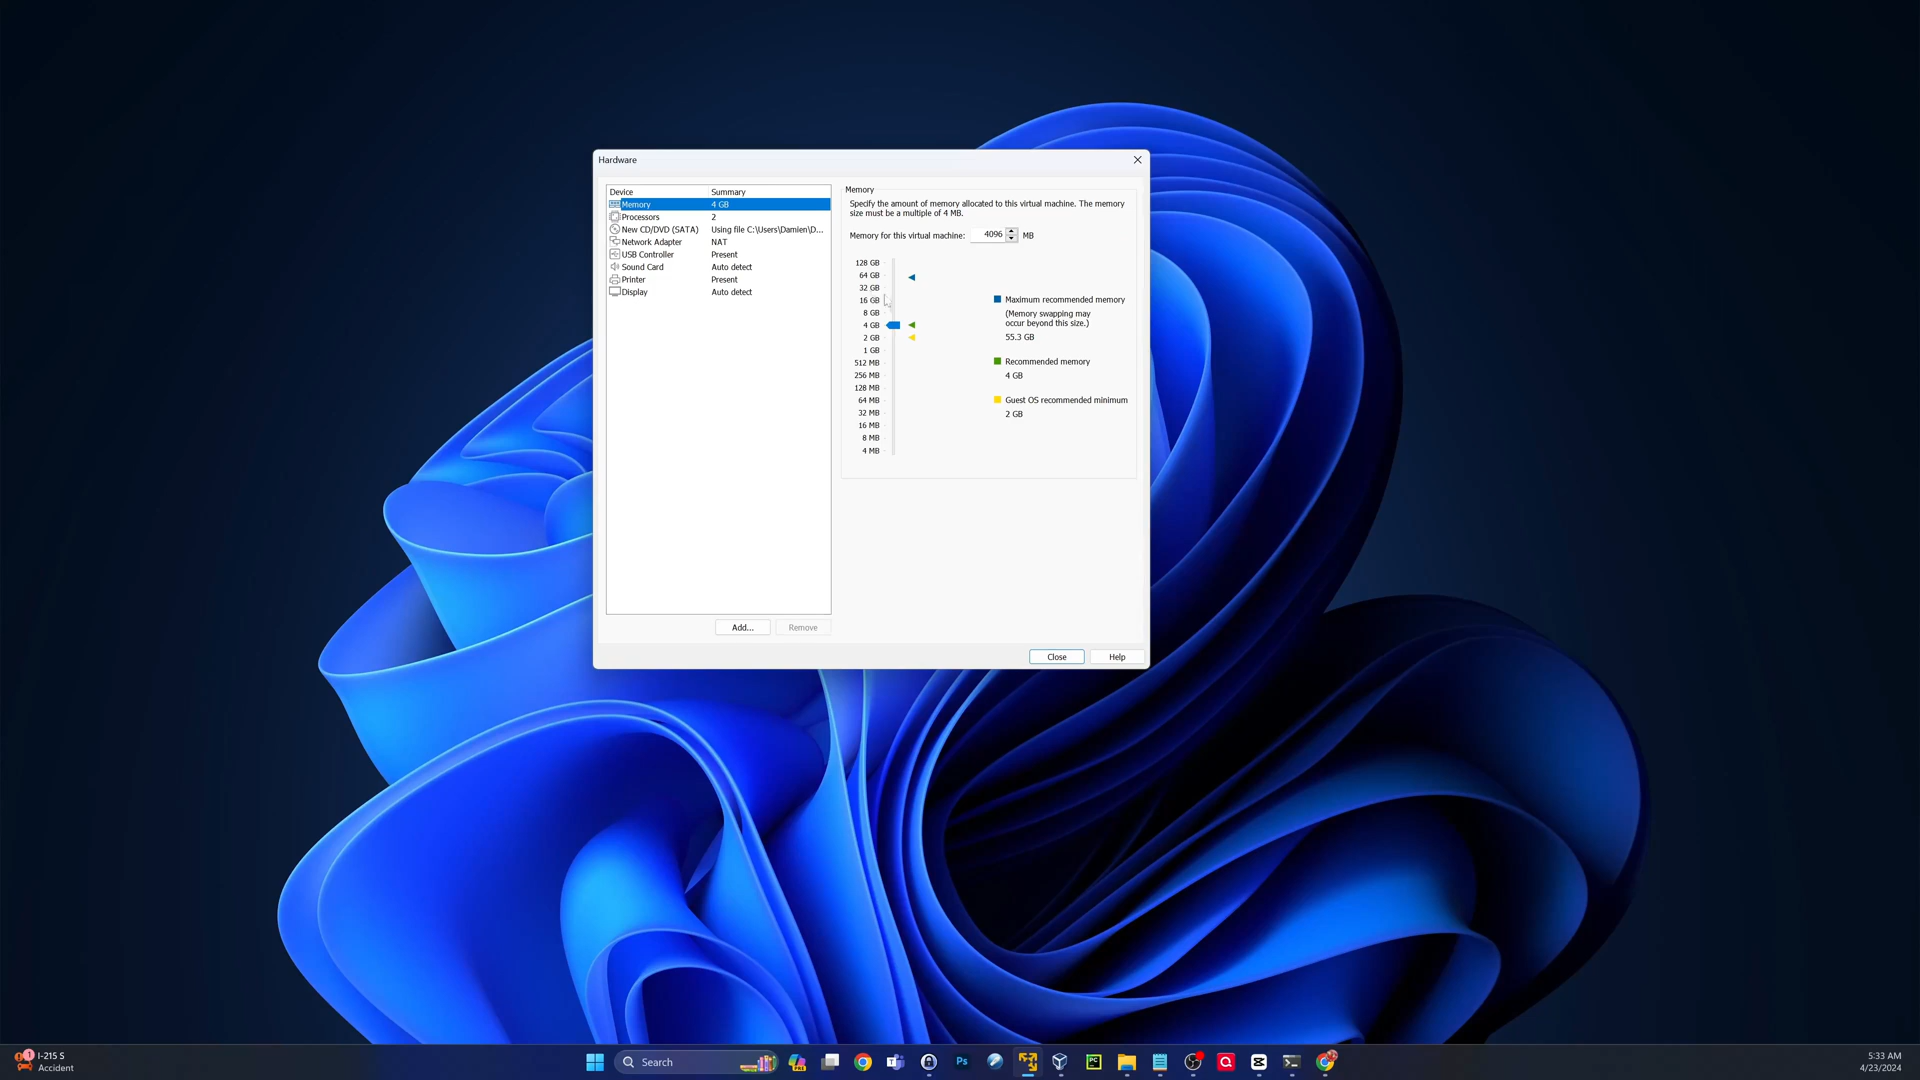 Hardware
Device Summary
Memory 4 GB
Processors 2
New CD/DVD (SATA) Using file C:\Users\Damien\D...
Network Adapter NAT
USB Controller Present
Sound Card Auto detect
Printer Present
Display Auto detect
Add... Remove
Memory
Specify the amount of memory allocated to this virtual machine. The memory
size must be a multiple of 4 MB.
Memory for this virtual machine: 4096 MB
128 GB
64 GB
32 GB
16 GB
8 GB
4 GB
2 GB
1 GB
512 MB
256 MB
128 MB
64 MB
32 MB
16 MB
8 MB
4 MB
Maximum recommended memory
(Memory swapping may
occur beyond this size.)
55.3 GB
Recommended memory
4 GB
Guest OS recommended minimum
2 GB
Close Help
1
I-215 S
Accident
Search
PRE
Ps
PC
5:33 AM
4/23/2024